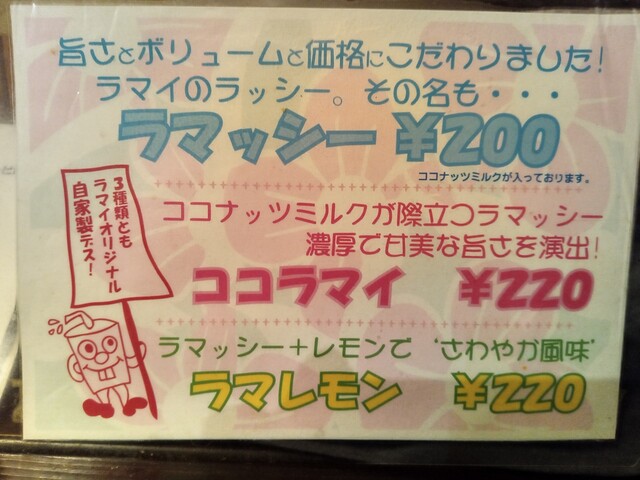 旨さとボリュームと価格にこだわりました!
ラマイのラッシー。その名も・・・
ラマッシー ¥200
ココナッツミルクが入っております。
3種類とも
ラマイオリジナル
自家製デス!
ココナッツミルクが際立つラマッシー
濃厚で甘美な旨さを演出!
ココラマイ ¥220
ラマッシー+レモンで "さわやか風味"
ラマレモン ¥220